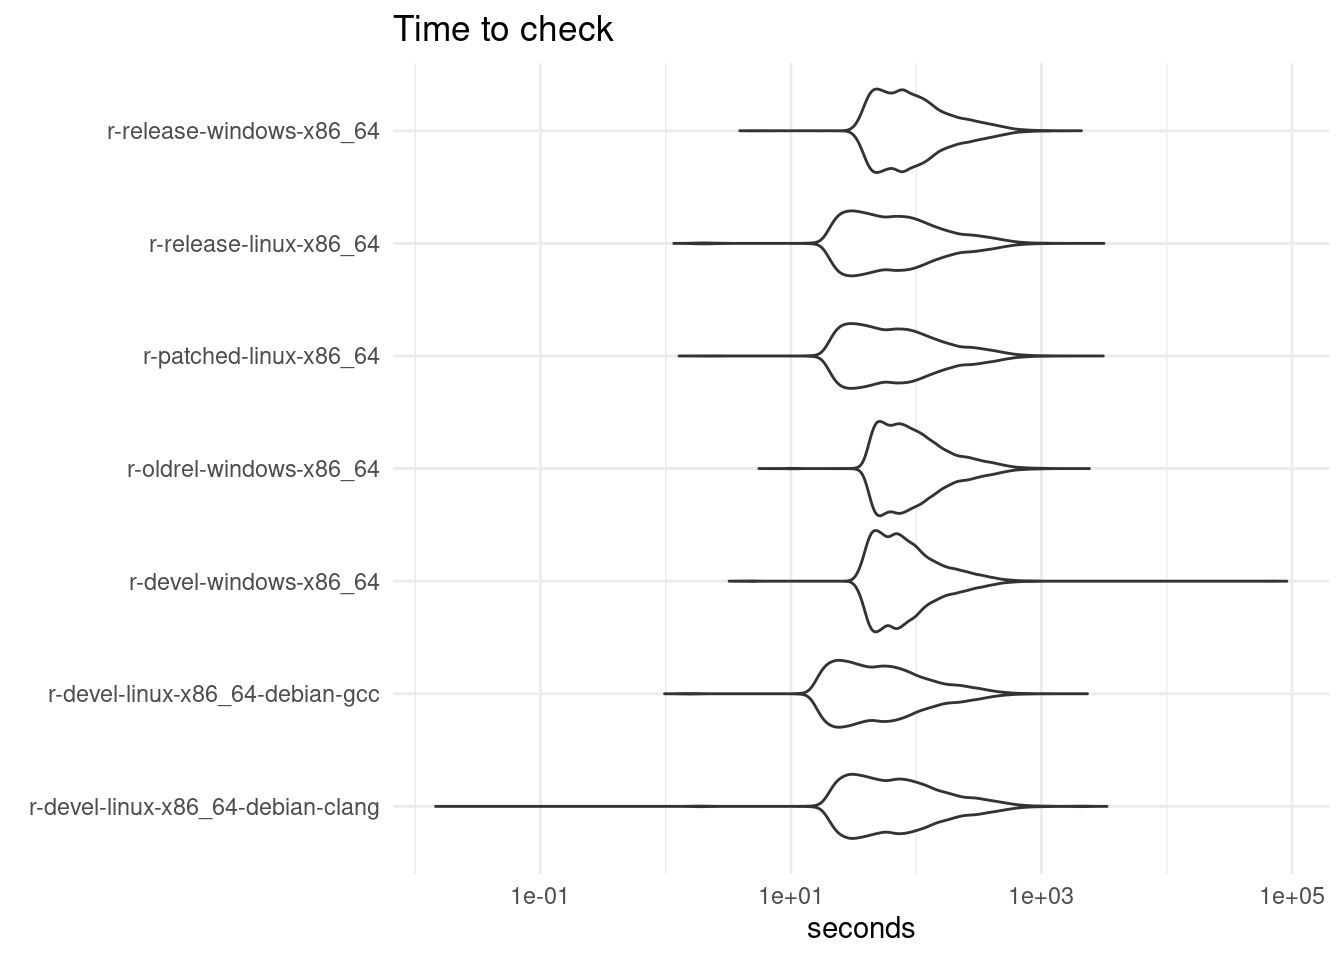 Time to check
r-release-windows-x86_64
r-release-linux-x86_64
r-patched-linux-x86_64
r-oldrel-windows-x86_64
r-devel-windows-x86_64
r-devel-linux-x86_64-debian-gcc
r-devel-linux-x86_64-debian-clang
1e-01 1e+01 1e+03 1e+05
seconds